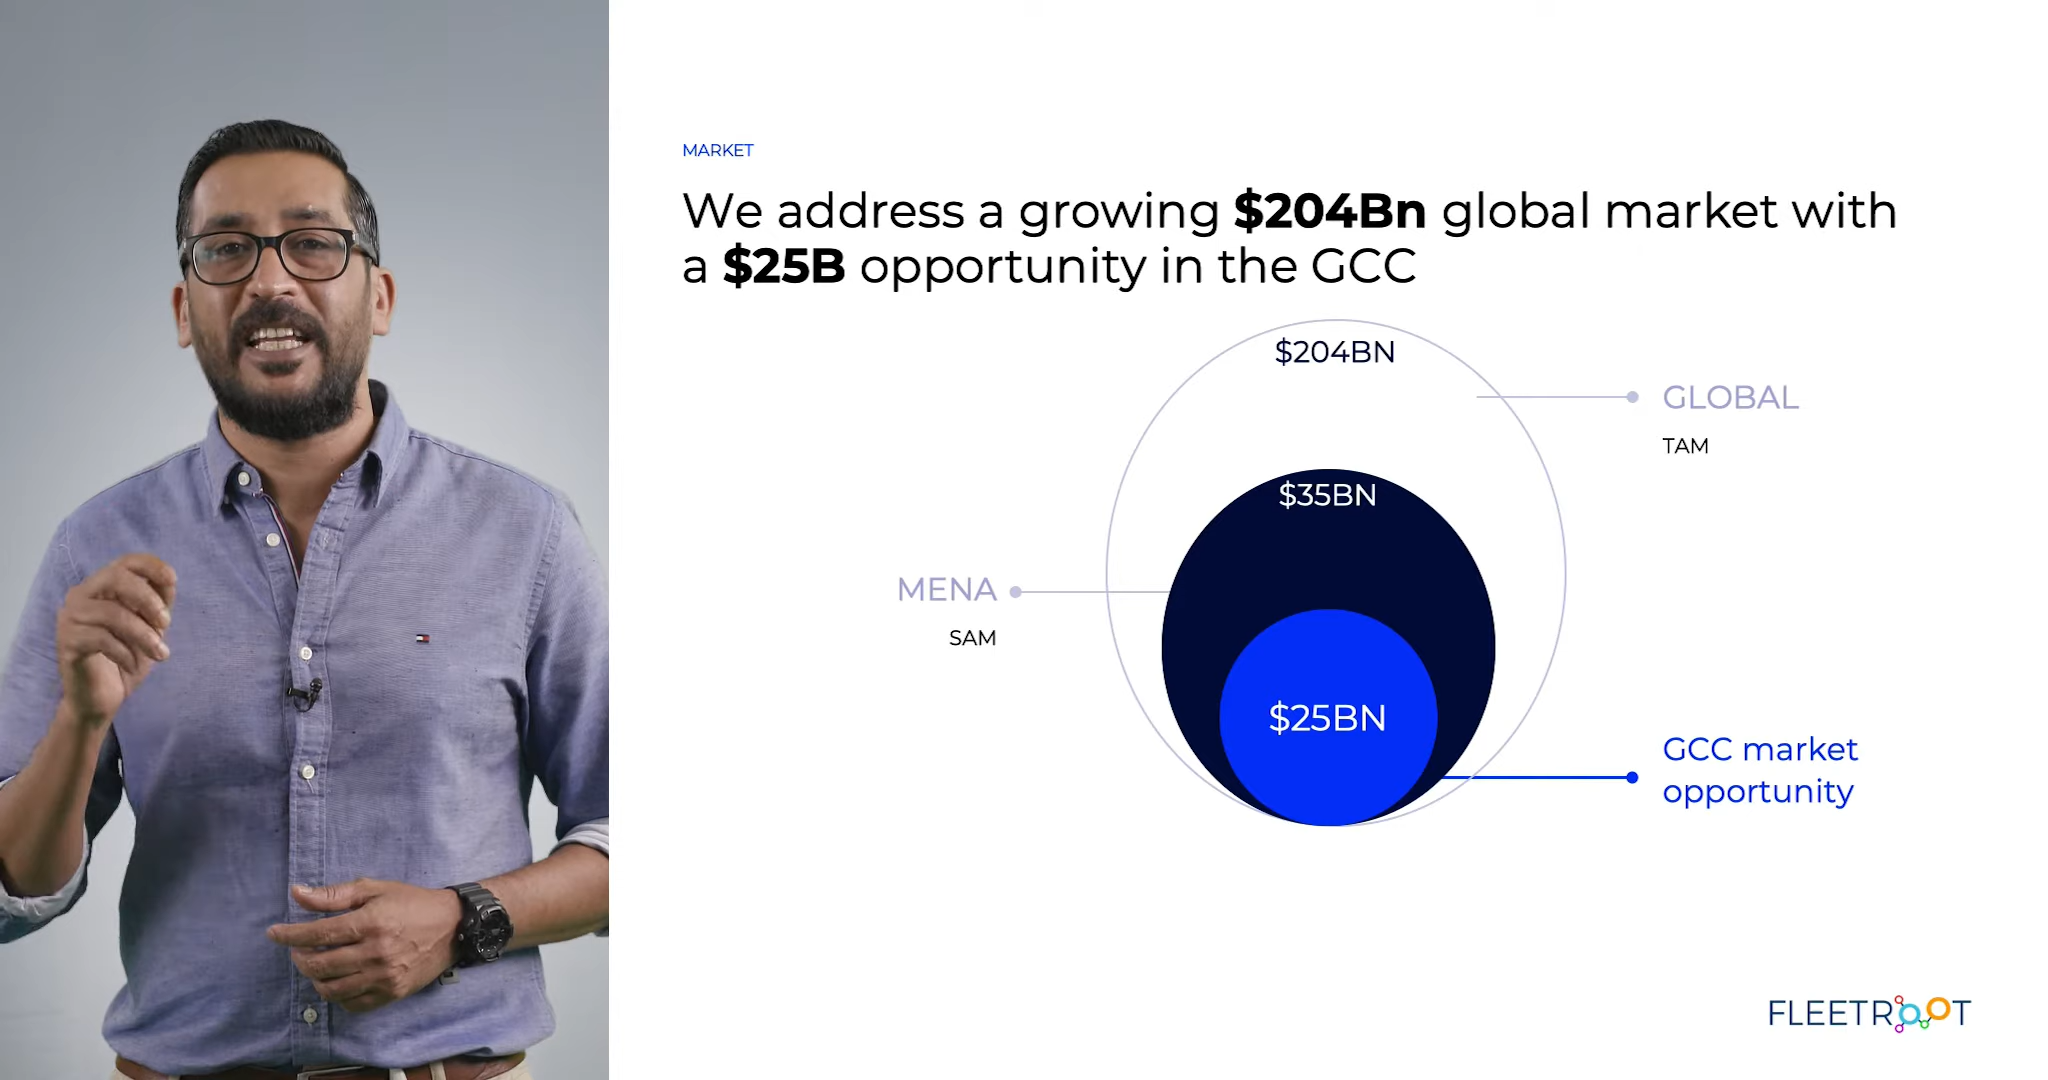 MARKET
We address a growing $204Bn global market with
a $25B opportunity in the GCC
$204BN
GLOBAL
TAM
$35BN
MENA
SAM
$25BN
GCC market
opportunity
FLEETROOT